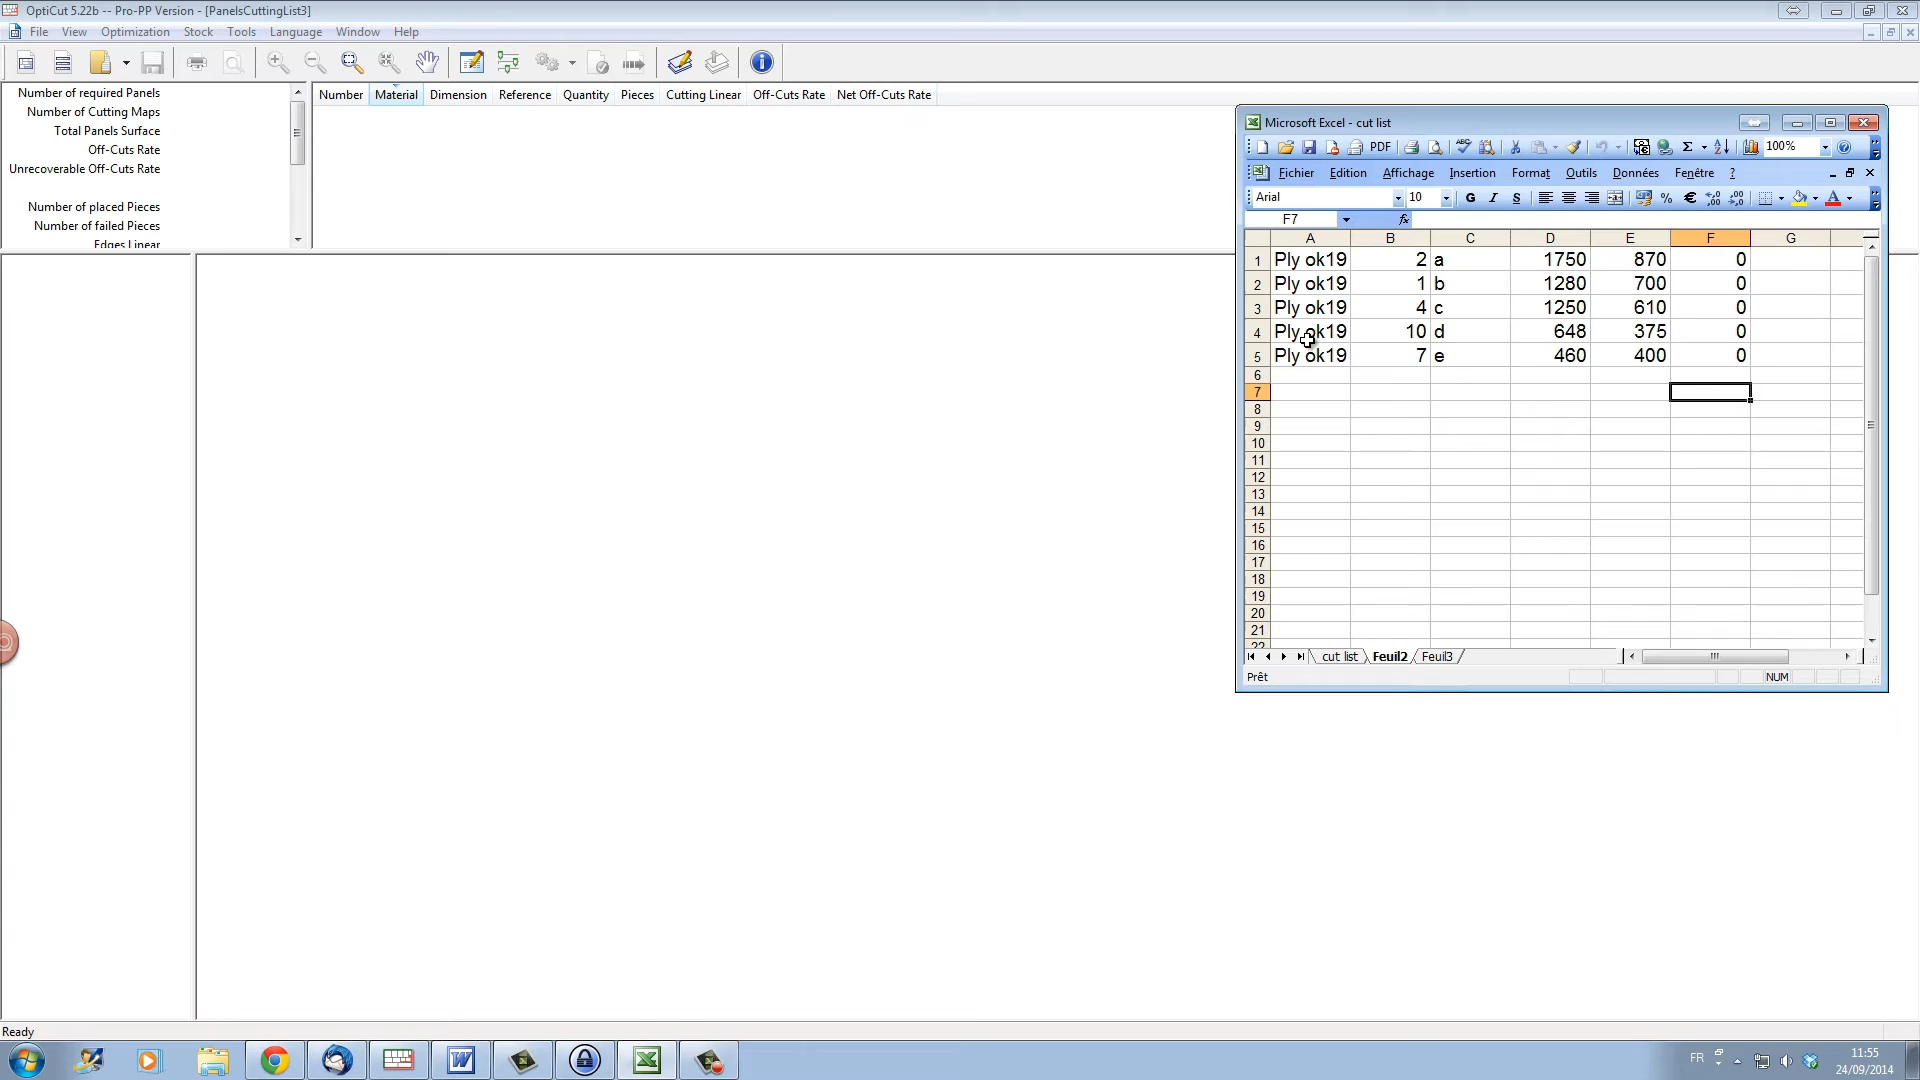 OptiCut 5.22b -- Pro-PP Version - [PanelsCuttingList3]
File View Optimization Stock Tools Language Window Help
Number of required Panels
Number of Cutting Maps
Total Panels Surface
Off-Cuts Rate
Unrecoverable Off-Cuts Rate
Number of placed Pieces
Number of failed Pieces
Edges Linear
Number Material Dimension Reference Quantity Pieces Cutting Linear Off-Cuts Rate Net Off-Cuts Rate
Microsoft Excel - cut list
PDF 100%
Fichier Edition Affichage Insertion Format Outils Données Fenêtre ?
Arial 10 G I S % €
F7 fx
A B C D E F G
1 Ply ok19 2 a 1750 870 0
2 Ply ok19 1 b 1280 700 0
3 Ply ok19 4 c 1250 610 0
4 Ply ok19 10 d 648 375 0
5 Ply ok19 7 e 460 400 0
6
7
8
9
10
11
12
13
14
15
16
17
18
19
20
21
22
cut list Feuil2 Feuil3
Prêt NUM
Ready
FR 11:55
24/09/2014